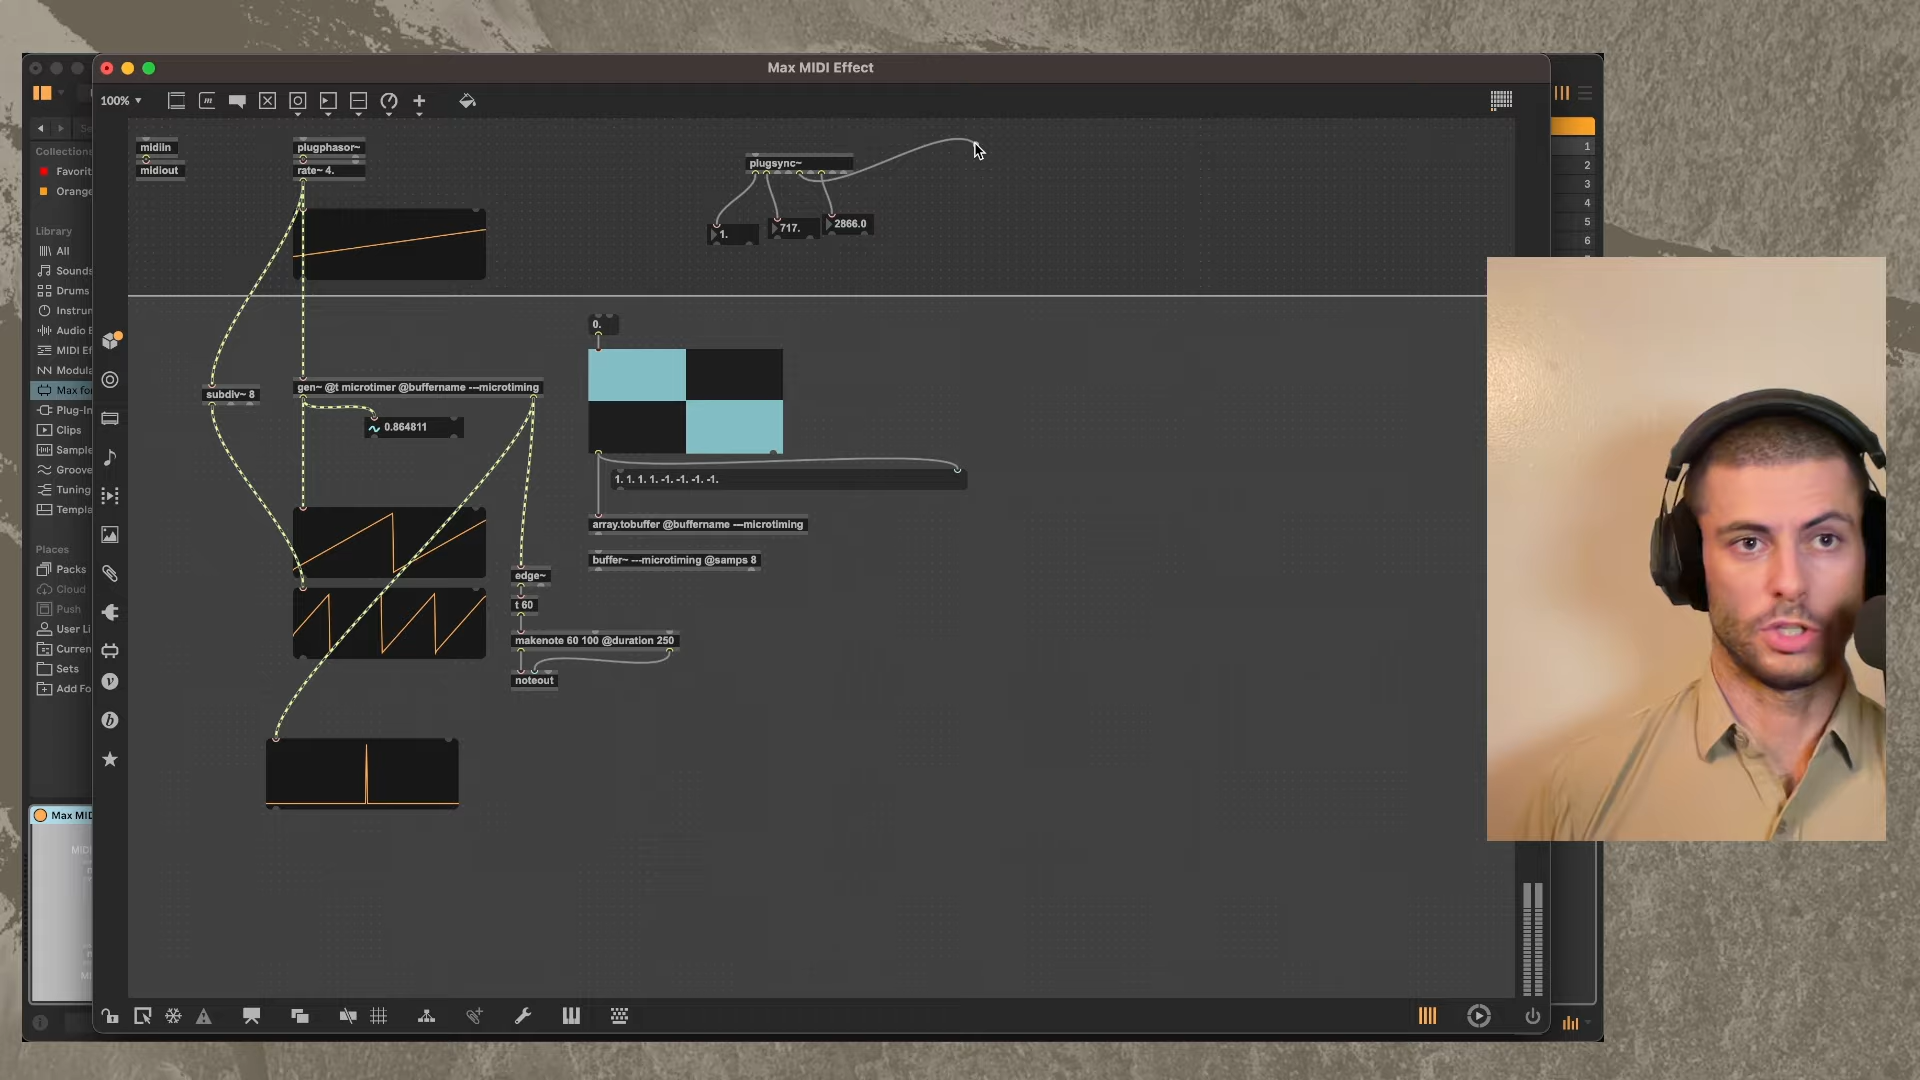 Max MIDI Effect
100%
Collections
Favorit
Orange
Library
All
Sounds
Drums
Instrum
Audio E
MIDI Ef
Modula
Max for
Plug-In
Clips
Sample
Groove
Tuning
Templa
Places
Packs
Cloud
Push
User Li
Curren
Sets
Add Fo
Max MID
midiin
midiout
plugphasor~
rate~ 4.
subdiv~ 8
gen~ @t microtimer @buffername ---microtiming
0.864811
plugsync~
1.
717.
2866.0
0.
1. 1. 1. 1. -1. -1. -1. -1.
array.tobuffer @buffername ---microtiming
buffer~ ---microtiming @samps 8
edge~
t 60
makenote 60 100 @duration 250
noteout
1
2
3
4
5
6